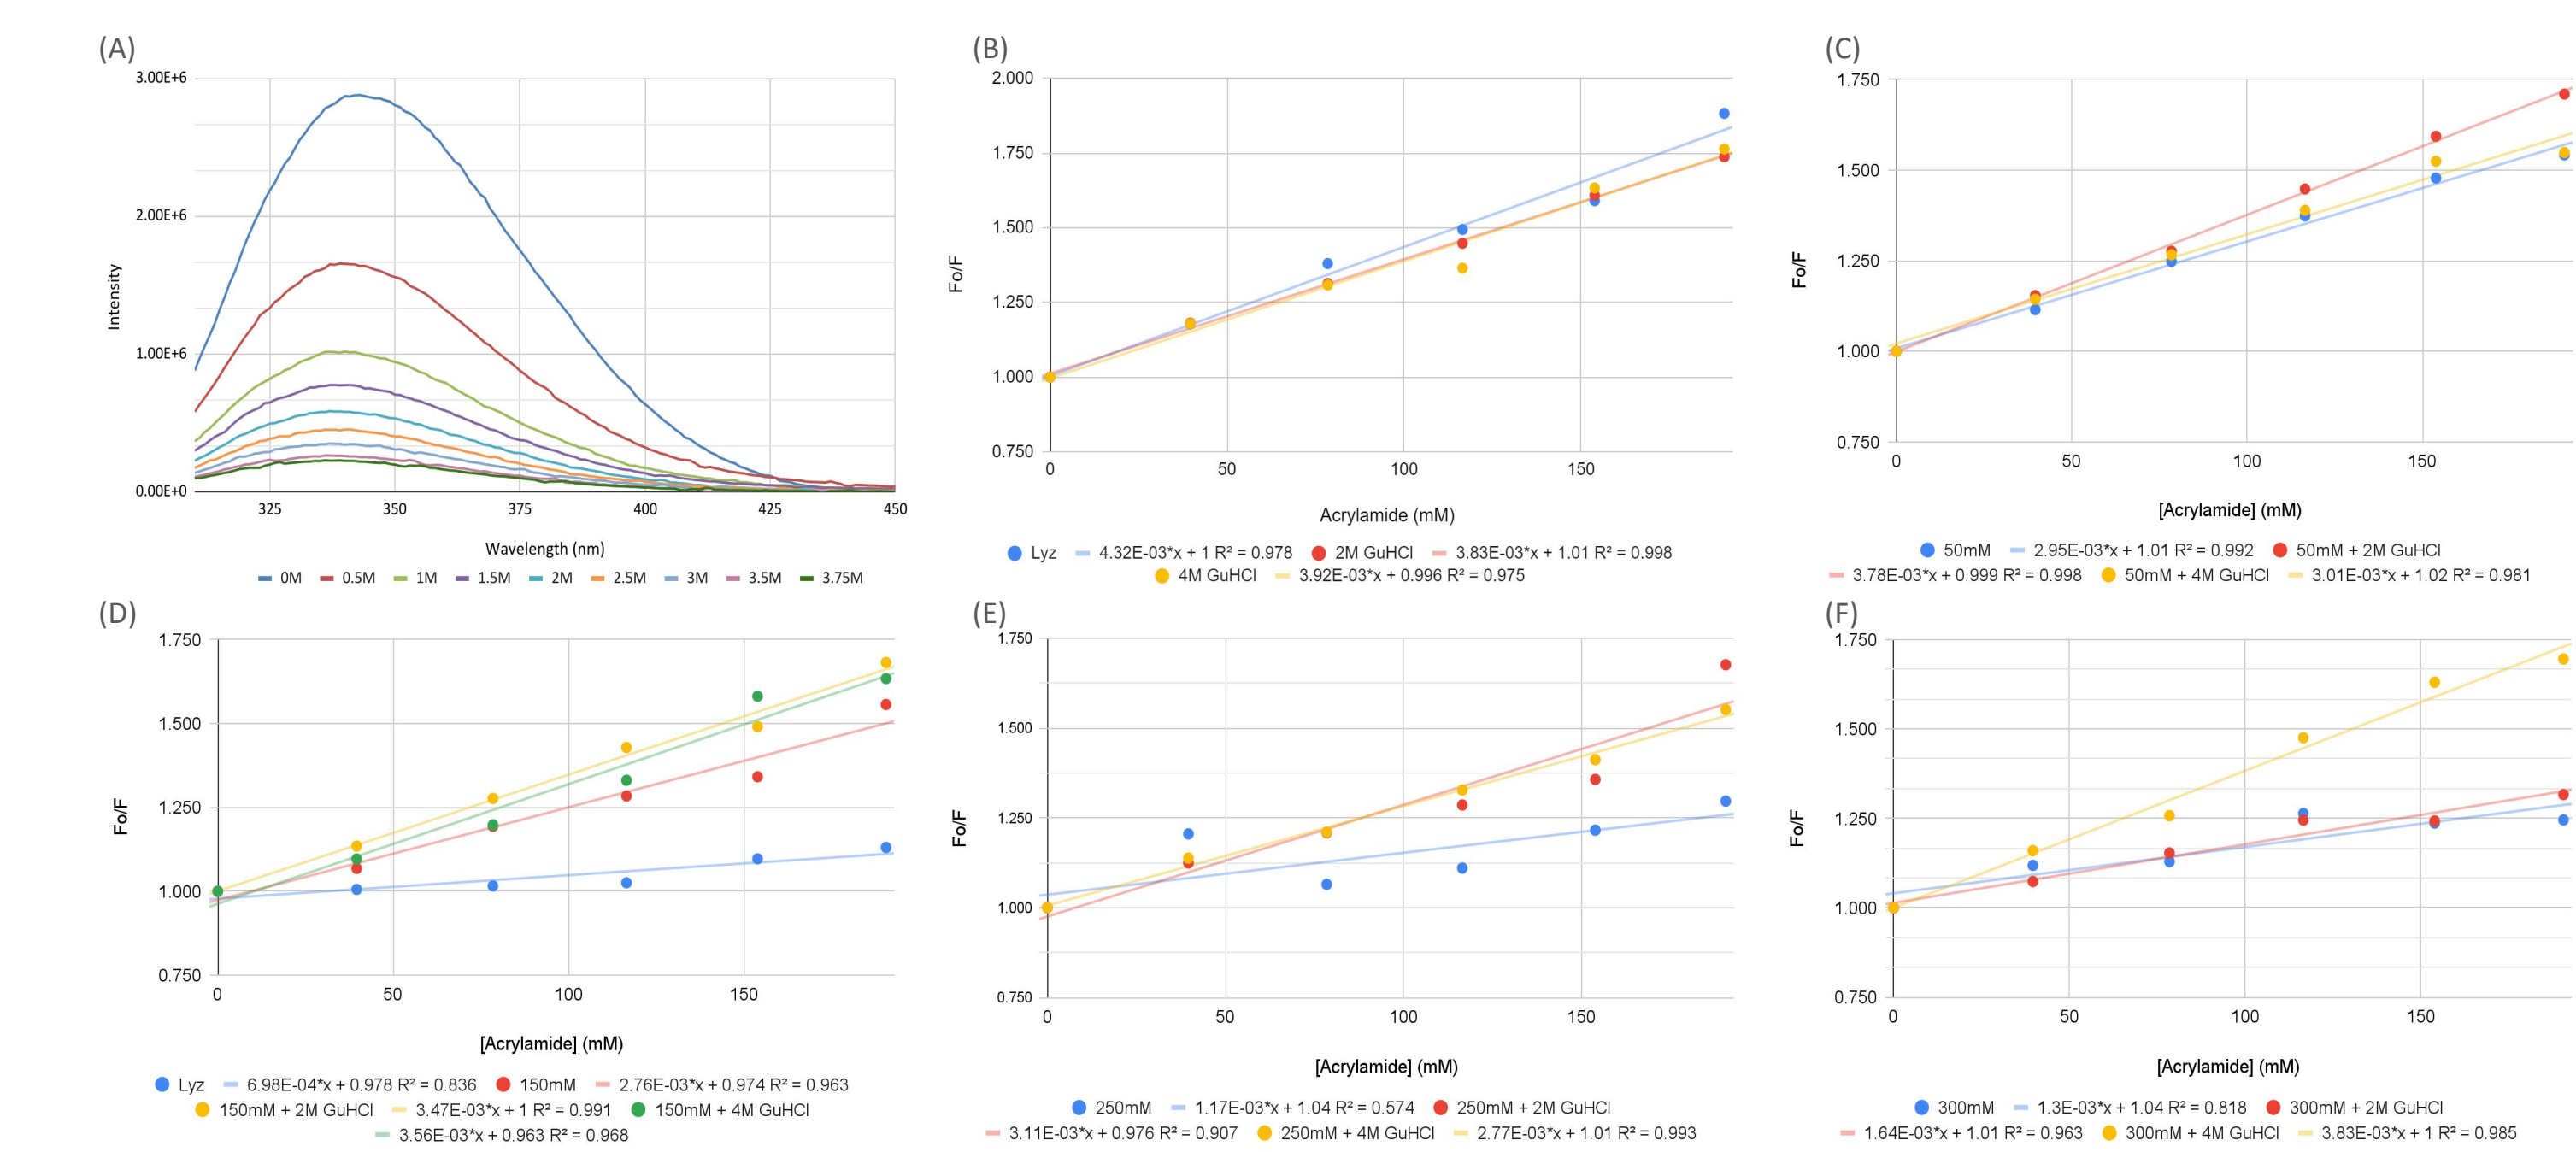 (A)
3.00E+6
2.00E+6
1.00E+6
0.00E+0
Intensity
325 350 375 400 425 450
Wavelength (nm)
0M 0.5M 1M 1.5M 2M 2.5M 3M 3.5M 3.75M
(B)
2.000
1.750
1.500
1.250
1.000
0.750
Fo/F
0 50 100 150
Acrylamide (mM)
Lyz 4.32E-03*x + 1 R² = 0.978 2M GuHCl 3.83E-03*x + 1.01 R² = 0.998
4M GuHCl 3.92E-03*x + 0.996 R² = 0.975
(C)
1.750
1.500
1.250
1.000
0.750
Fo/F
0 50 100 150
[Acrylamide] (mM)
50mM 2.95E-03*x + 1.01 R² = 0.992 50mM + 2M GuHCl
3.78E-03*x + 0.999 R² = 0.998 50mM + 4M GuHCl 3.01E-03*x + 1.02 R² = 0.981
(D)
1.750
1.500
1.250
1.000
0.750
Fo/F
0 50 100 150
[Acrylamide] (mM)
Lyz 6.98E-04*x + 0.978 R² = 0.836 150mM 2.76E-03*x + 0.974 R² = 0.963
150mM + 2M GuHCl 3.47E-03*x + 1 R² = 0.991 150mM + 4M GuHCl
3.56E-03*x + 0.963 R² = 0.968
(E)
1.750
1.500
1.250
1.000
0.750
Fo/F
0 50 100 150
[Acrylamide] (mM)
250mM 1.17E-03*x + 1.04 R² = 0.574 250mM + 2M GuHCl
3.11E-03*x + 0.976 R² = 0.907 250mM + 4M GuHCl 2.77E-03*x + 1.01 R² = 0.993
(F)
1.750
1.500
1.250
1.000
0.750
Fo/F
0 50 100 150
[Acrylamide] (mM)
300mM 1.3E-03*x + 1.04 R² = 0.818 300mM + 2M GuHCl
1.64E-03*x + 1.01 R² = 0.963 300mM + 4M GuHCl 3.83E-03*x + 1 R² = 0.985